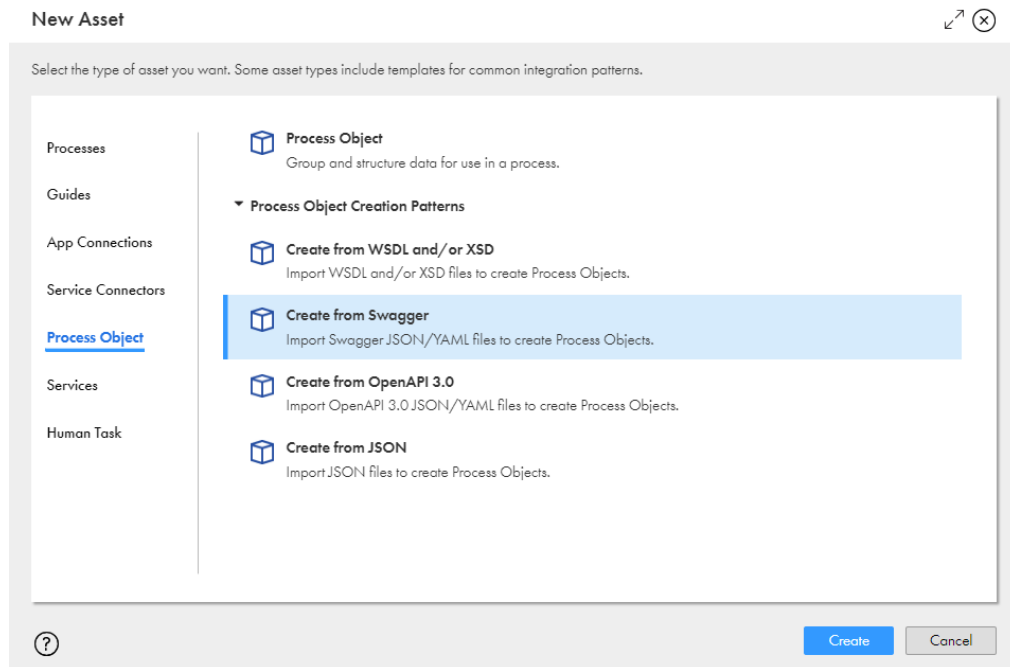 New Asset
Select the type of asset you want. Some asset types include templates for common integration patterns.
Processes
Guides
App Connections
Service Connectors
Process Object
Services
Human Task
Process Object
Group and structure data for use in a process.
Process Object Creation Patterns
Create from WSDL and/or XSD
Import WSDL and/or XSD files to create Process Objects.
Create from Swagger
Import Swagger JSON/YAML files to create Process Objects.
Create from OpenAPI 3.0
Import OpenAPI 3.0 JSON/YAML files to create Process Objects.
Create from JSON
Import JSON files to create Process Objects.
?
Create
Cancel